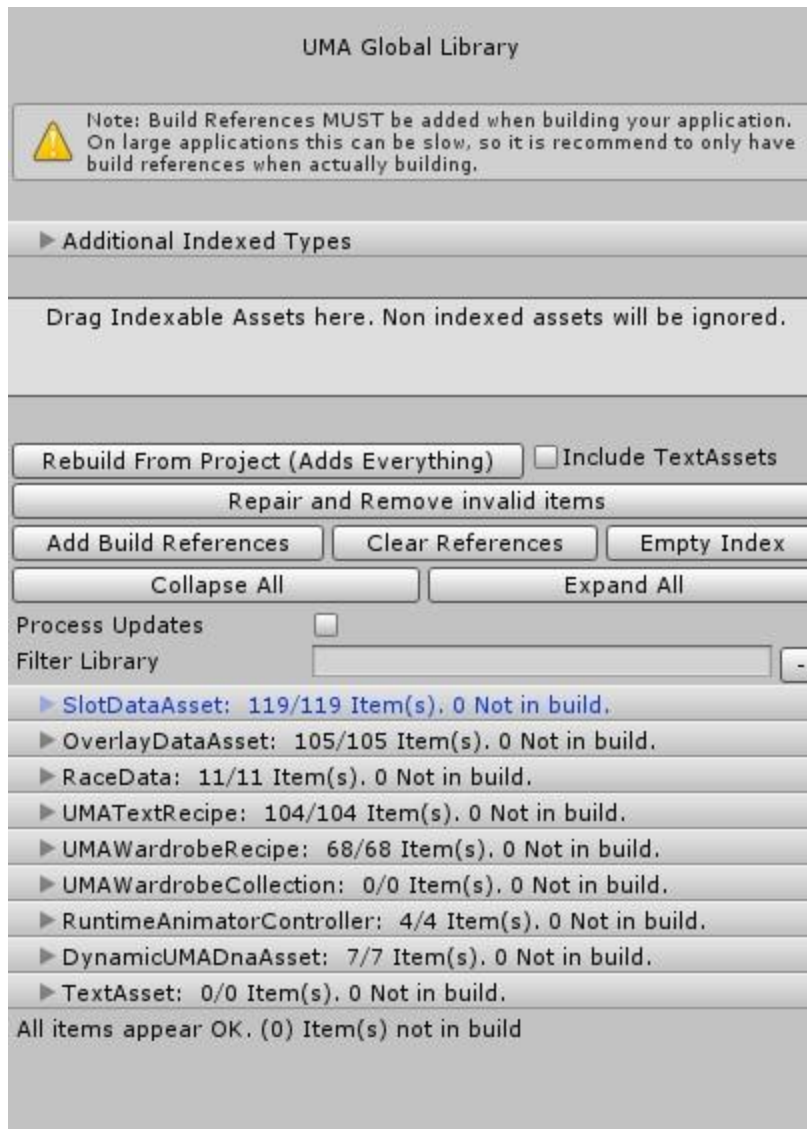 UMA Global Library
Note: Build References MUST be added when building your application.
On large applications this can be slow, so it is recommend to only have
build references when actually building.
Additional Indexed Types
Drag Indexable Assets here. Non indexed assets will be ignored.
Rebuild From Project (Adds Everything) Include TextAssets
Repair and Remove invalid items
Add Build References Clear References Empty Index
Collapse All Expand All
Process Updates
Filter Library -
SlotDataAsset: 119/119 Item(s). 0 Not in build.
OverlayDataAsset: 105/105 Item(s). 0 Not in build.
RaceData: 11/11 Item(s). 0 Not in build.
UMATextRecipe: 104/104 Item(s). 0 Not in build.
UMAWardrobeRecipe: 68/68 Item(s). 0 Not in build.
UMAWardrobeCollection: 0/0 Item(s). 0 Not in build.
RuntimeAnimatorController: 4/4 Item(s). 0 Not in build.
DynamicUMADnaAsset: 7/7 Item(s). 0 Not in build.
TextAsset: 0/0 Item(s). 0 Not in build.
All items appear OK. (0) Item(s) not in build